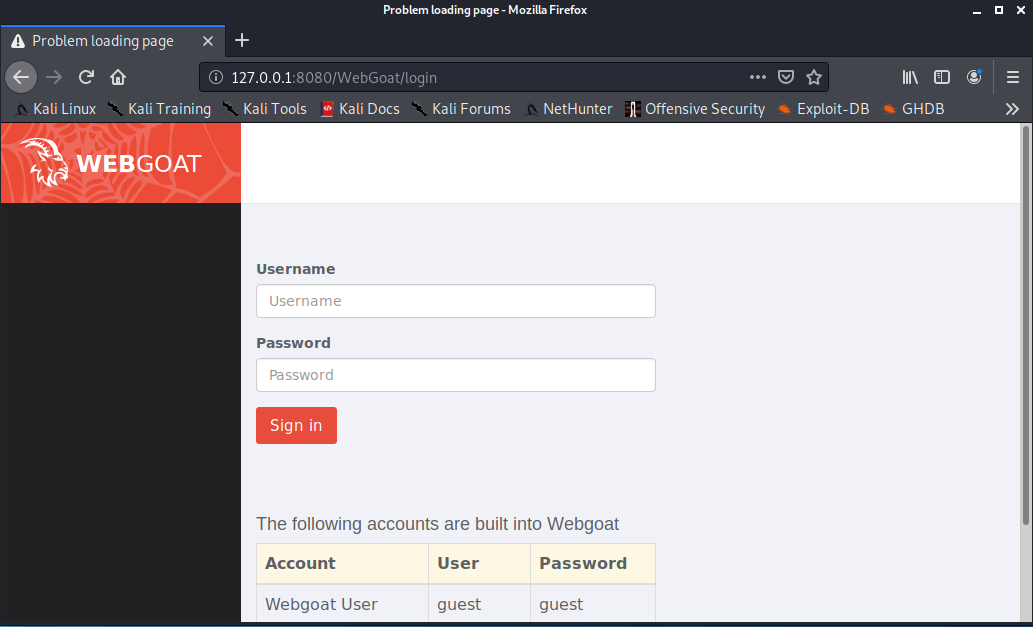 Problem loading page - Mozilla Firefox
Problem loading page
127.0.0.1:8080/WebGoat/login
Kali Linux Kali Training Kali Tools Kali Docs Kali Forums NetHunter Offensive Security Exploit-DB GHDB
WEBGOAT
Username
Username
Password
Password
Sign in
The following accounts are built into Webgoat
Account User Password
Webgoat User guest guest